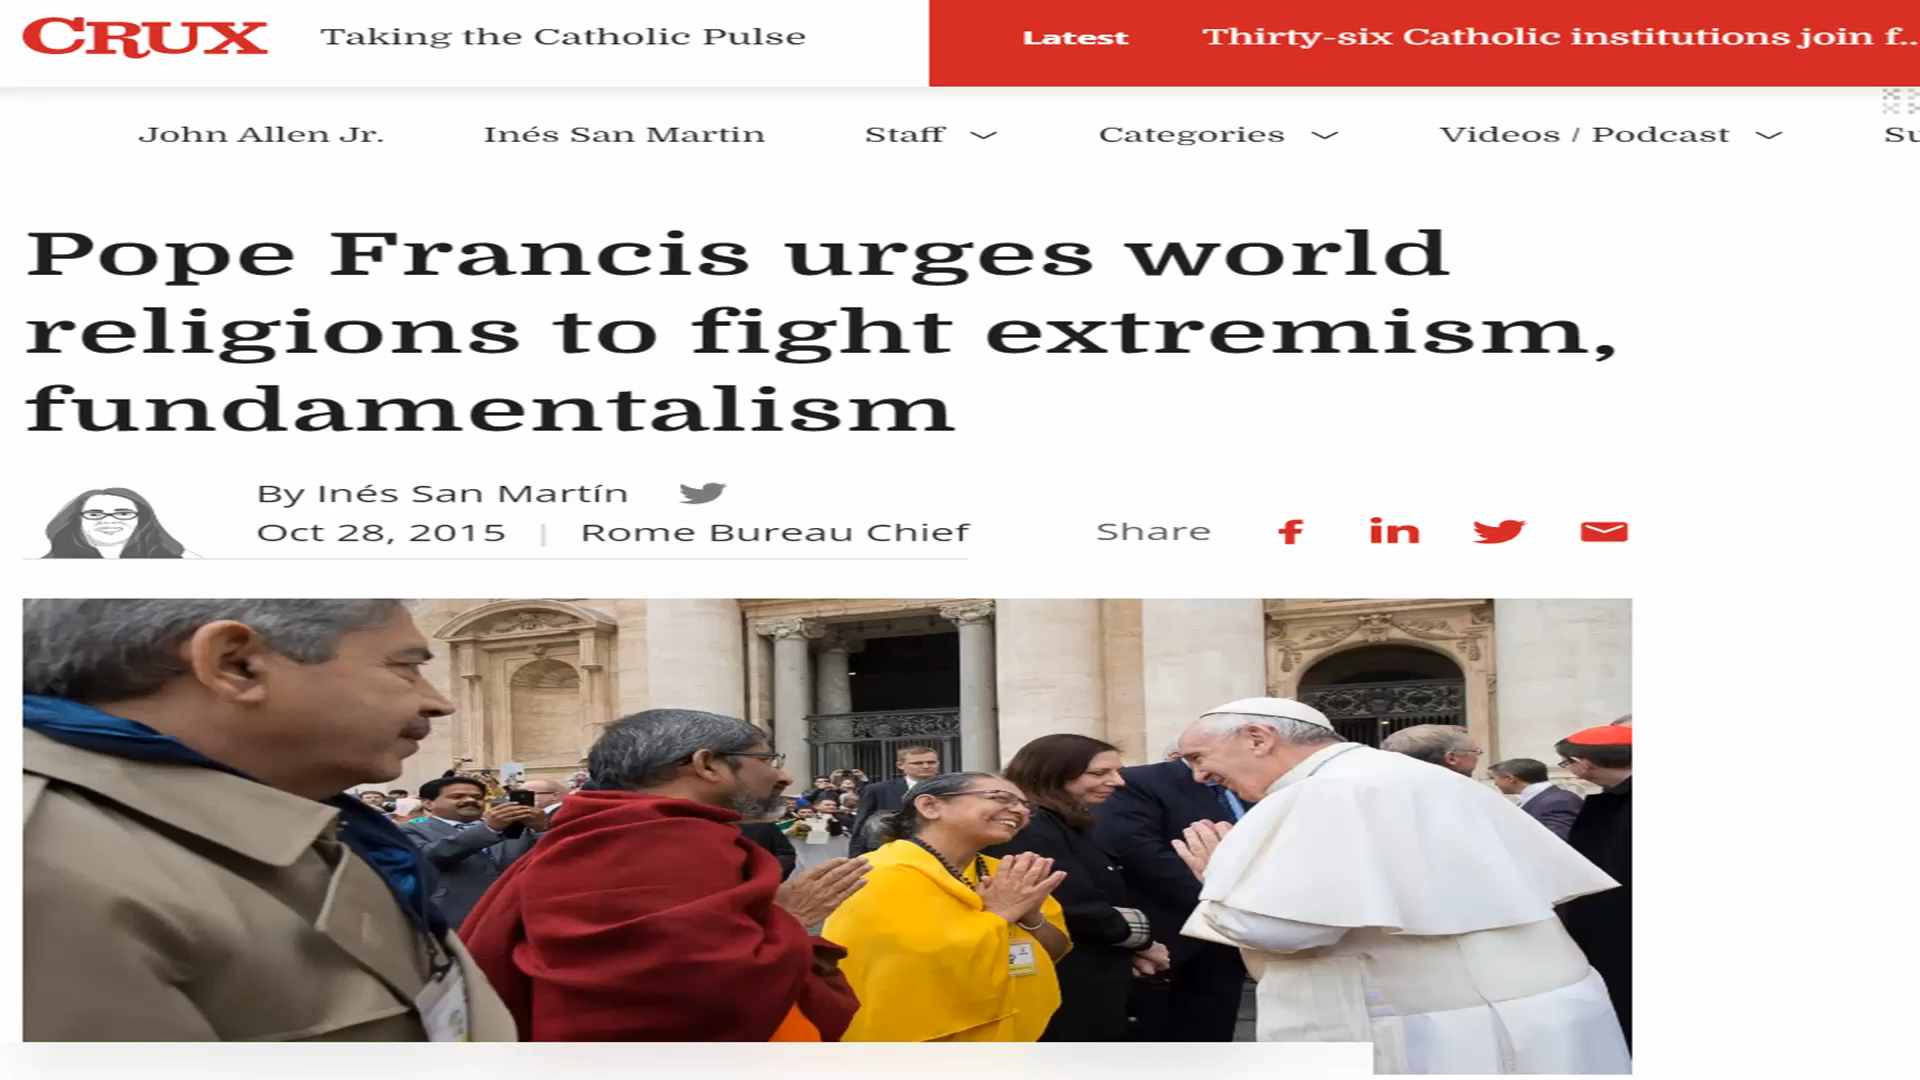 CRUX Taking the Catholic Pulse Latest Thirty-six Catholic institutions join f..
John Allen Jr. Inés San Martin Staff Categories Videos / Podcast Su
Pope Francis urges world
religions to fight extremism,
fundamentalism
By Inés San Martín
Oct 28, 2015 | Rome Bureau Chief Share